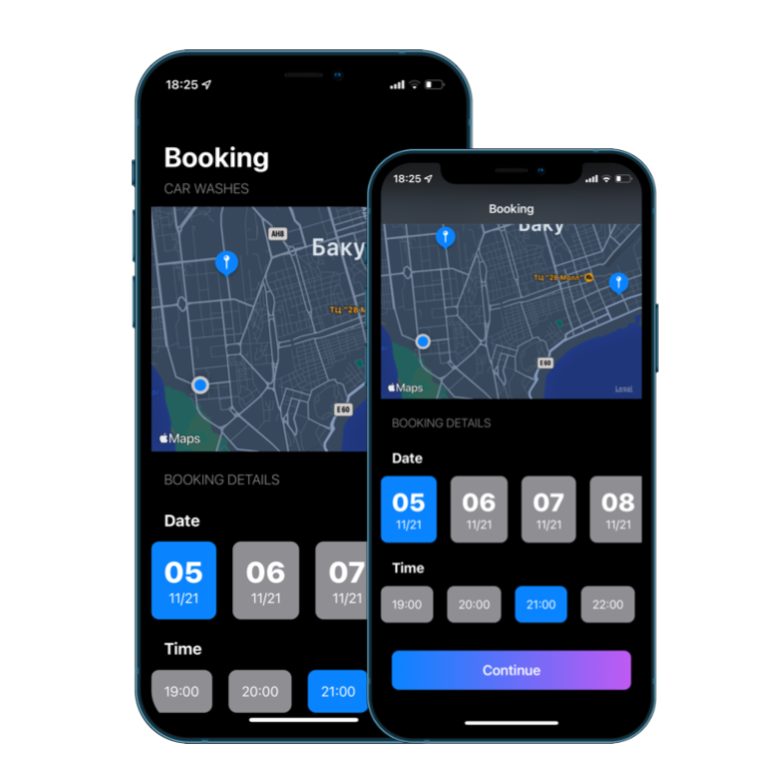 18:25
Booking
CAR WASHES
AH8
Баку
ТЦ "28 М
E60
Maps
BOOKING DETAILS
Date
05 06 07
11/21 11/21 11/21
Time
19:00 20:00 21:00
18:25
Booking
Баку
ТЦ "28 Молл"
E60
Maps
Legal
BOOKING DETAILS
Date
05 06 07 08
11/21 11/21 11/21 11/21
Time
19:00 20:00 21:00 22:00
Continue